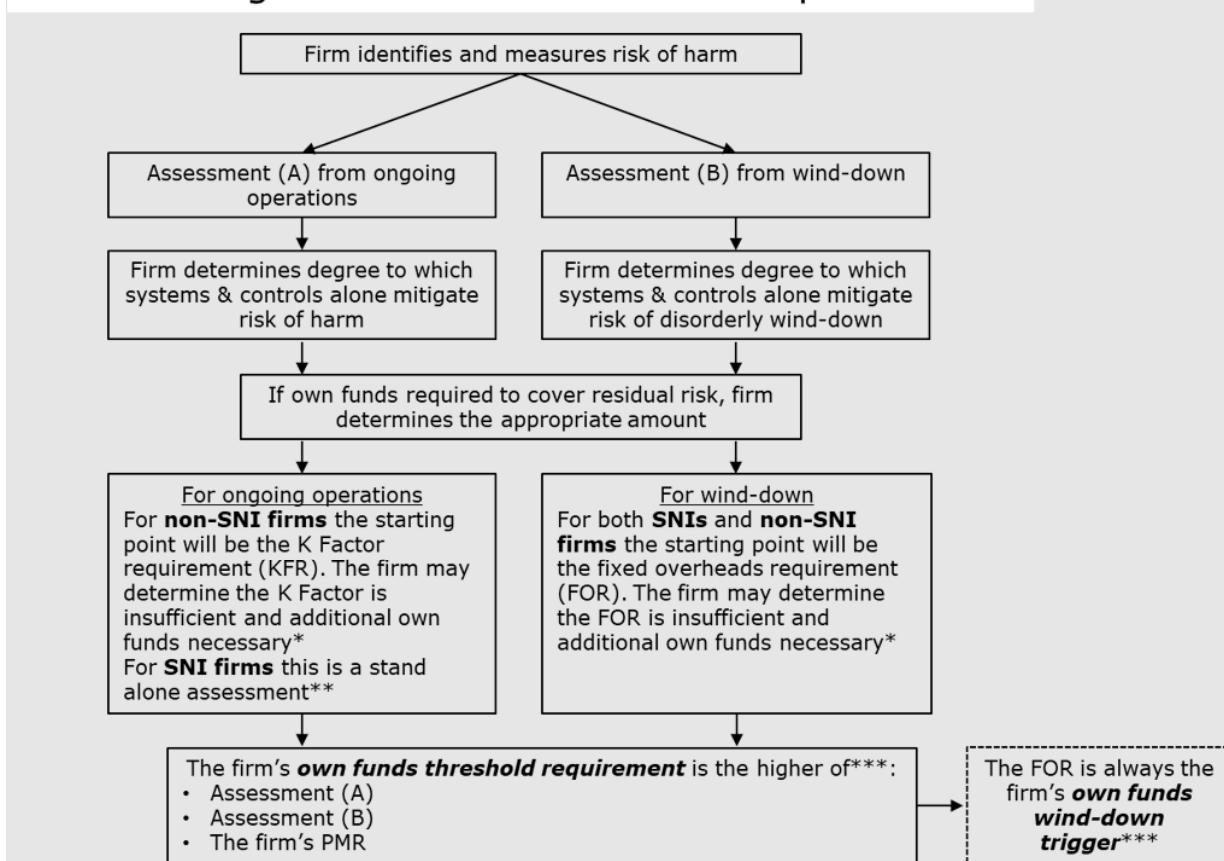 Firm identifies and measures risk of harm
Assessment (A) from ongoing
operations
Assessment (B) from wind-down
Firm determines degree to which
systems & controls alone mitigate
risk of harm
Firm determines degree to which
systems & controls alone mitigate
risk of disorderly wind-down
If own funds required to cover residual risk, firm
determines the appropriate amount
For ongoing operations
For non-SNI firms the starting
point will be the K Factor
requirement (KFR). The firm may
determine the K Factor is
insufficient and additional own
funds necessary*
For SNI firms this is a stand
alone assessment**
For wind-down
For both SNIs and non-SNI
firms the starting point will be
the fixed overheads requirement
(FOR). The firm may determine
the FOR is insufficient and
additional own funds necessary*
The firm's own funds threshold requirement is the higher of***:
• Assessment (A)
• Assessment (B)
• The firm's PMR
The FOR is always the
firm's own funds
wind-down
trigger***